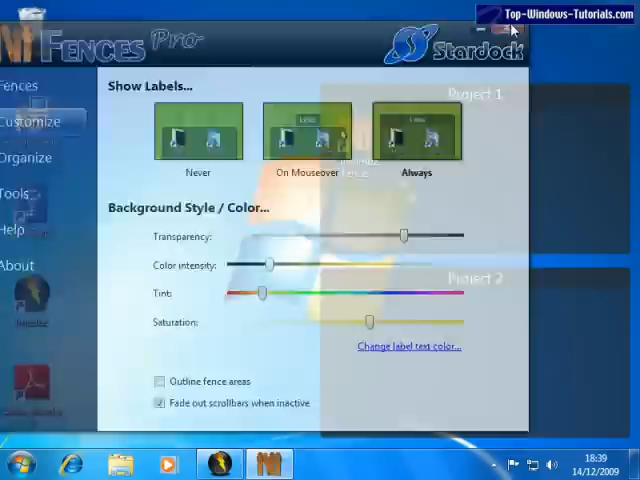 Top-Windows-Tutorials.com
FENCES Pro
Stardock
Fences
Customize
Organize
Tools
Help
About
Show Labels...
Never
On Mouseover
Always
Background Style / Color...
Transparency:
Color intensity:
Tint:
Saturation:
Change label text color...
Outline fence areas
Fade out scrollbars when inactive
Project 1
Project 2
18:39
14/12/2009